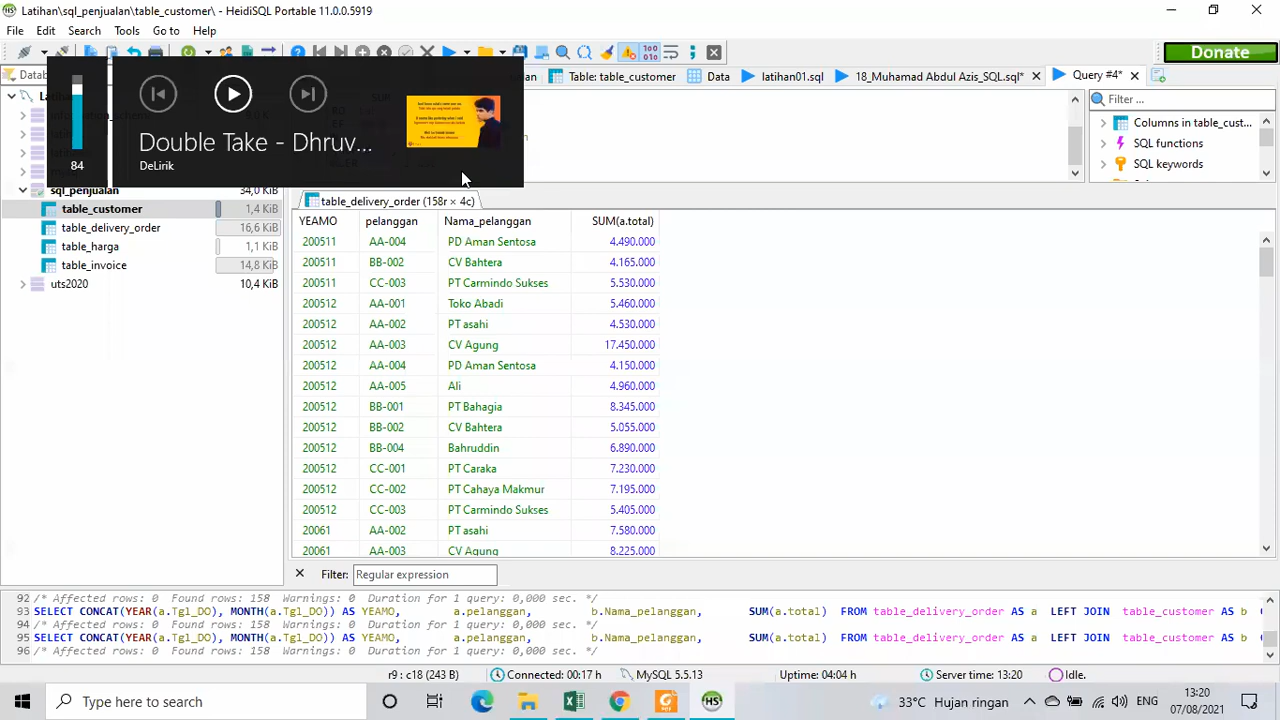 Latihan\sql_penjualan\table_customer\ - HeidiSQL Portable 11.0.0.5919
File Edit Search Tools Go to Help
Donate
Table: table_customer Data latihan01.sql 18_Muhamad Abdul Azis_SQL.sql* Query #4*
Double Take - Dhruv...
DeLirik
84
Filter...
Columns in table_cust...
SQL functions
SQL keywords
sql_penjualan 34,0 KiB
table_customer 1,4 KiB
table_delivery_order 16,6 KiB
table_harga 1,1 KiB
table_invoice 14,8 KiB
uts2020 10,4 KiB
table_delivery_order (158r × 4c)
YEAMO pelanggan Nama_pelanggan SUM(a.total)
200511 AA-004 PD Aman Sentosa 4.490.000
200511 BB-002 CV Bahtera 4.165.000
200511 CC-003 PT Carmindo Sukses 5.530.000
200512 AA-001 Toko Abadi 5.460.000
200512 AA-002 PT asahi 4.530.000
200512 AA-003 CV Agung 17.450.000
200512 AA-004 PD Aman Sentosa 4.150.000
200512 AA-005 Ali 4.960.000
200512 BB-001 PT Bahagia 8.345.000
200512 BB-002 CV Bahtera 5.055.000
200512 BB-004 Bahruddin 6.890.000
200512 CC-001 PT Caraka 7.230.000
200512 CC-002 PT Cahaya Makmur 7.195.000
200512 CC-003 PT Carmindo Sukses 5.405.000
20061 AA-002 PT asahi 7.580.000
20061 AA-003 CV Agung 8.225.000
Filter: Regular expression
92 /* Affected rows: 0 Found rows: 158 Warnings: 0 Duration for 1 query: 0,000 sec. */
93 SELECT CONCAT(YEAR(a.Tgl_DO), MONTH(a.Tgl_DO)) AS YEAMO, a.pelanggan, b.Nama_pelanggan, SUM(a.total) FROM table_delivery_order AS a LEFT JOIN table_customer AS b
94 /* Affected rows: 0 Found rows: 158 Warnings: 0 Duration for 1 query: 0,000 sec. */
95 SELECT CONCAT(YEAR(a.Tgl_DO), MONTH(a.Tgl_DO)) AS YEAMO, a.pelanggan, b.Nama_pelanggan, SUM(a.total) FROM table_delivery_order AS a LEFT JOIN table_customer AS b
96 /* Affected rows: 0 Found rows: 158 Warnings: 0 Duration for 1 query: 0,000 sec. */
r9 : c18 (243 B) Connected: 00:17 h MySQL 5.5.13 Uptime: 04:04 h Server time: 13:20 Idle.
Type here to search
33°C Hujan ringan
ENG
13:20
07/08/2021